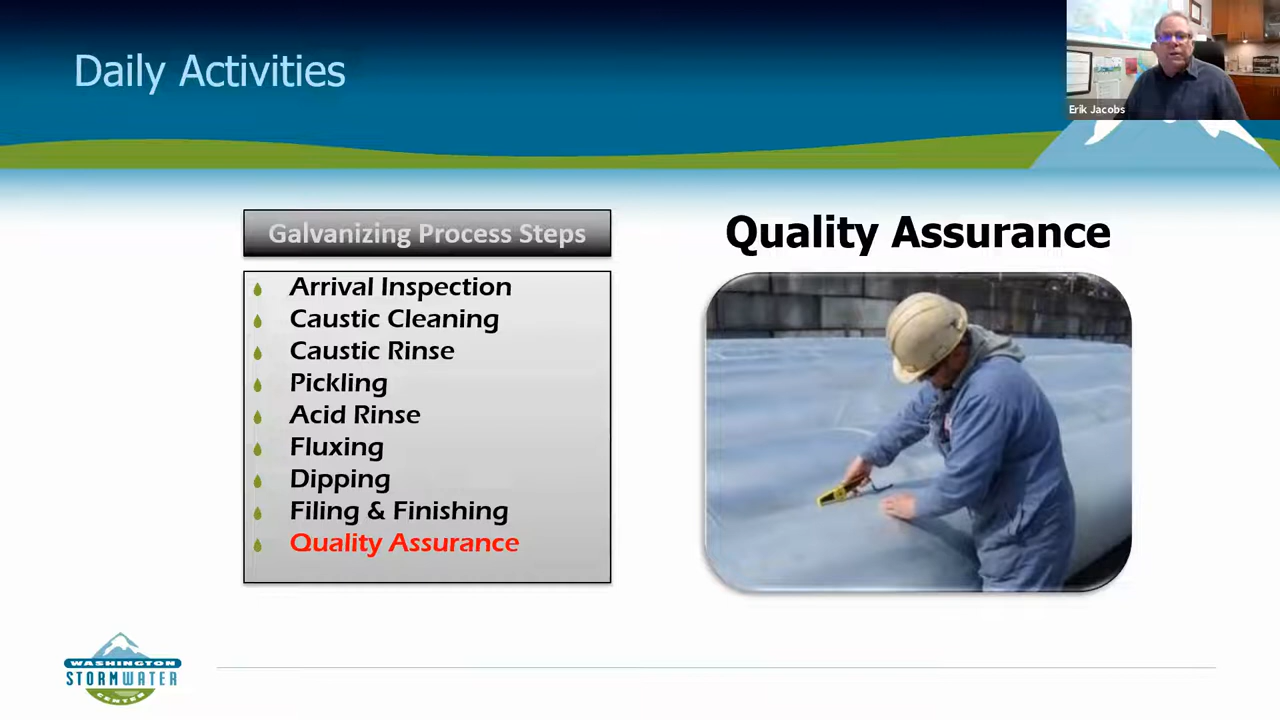 Daily Activities
Erik Jacobs
Galvanizing Process Steps
Quality Assurance
Arrival Inspection
Caustic Cleaning
Caustic Rinse
Pickling
Acid Rinse
Fluxing
Dipping
Filing & Finishing
Quality Assurance
WASHINGTON
STORMWATER
CENTER